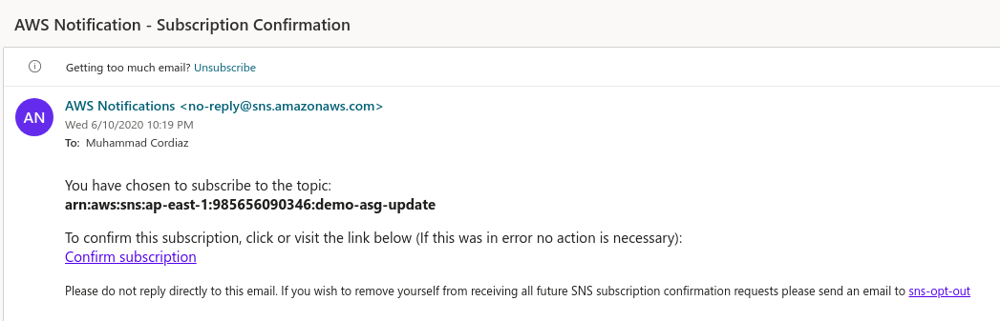 AWS Notification - Subscription Confirmation
Getting too much email? Unsubscribe
AN
AWS Notifications <no-reply@sns.amazonaws.com>
Wed 6/10/2020 10:19 PM
To: Muhammad Cordiaz
You have chosen to subscribe to the topic:
arn:aws:sns:ap-east-1:985656090346:demo-asg-update
To confirm this subscription, click or visit the link below (If this was in error no action is necessary):
Confirm subscription
Please do not reply directly to this email. If you wish to remove yourself from receiving all future SNS subscription confirmation requests please send an email to sns-opt-out